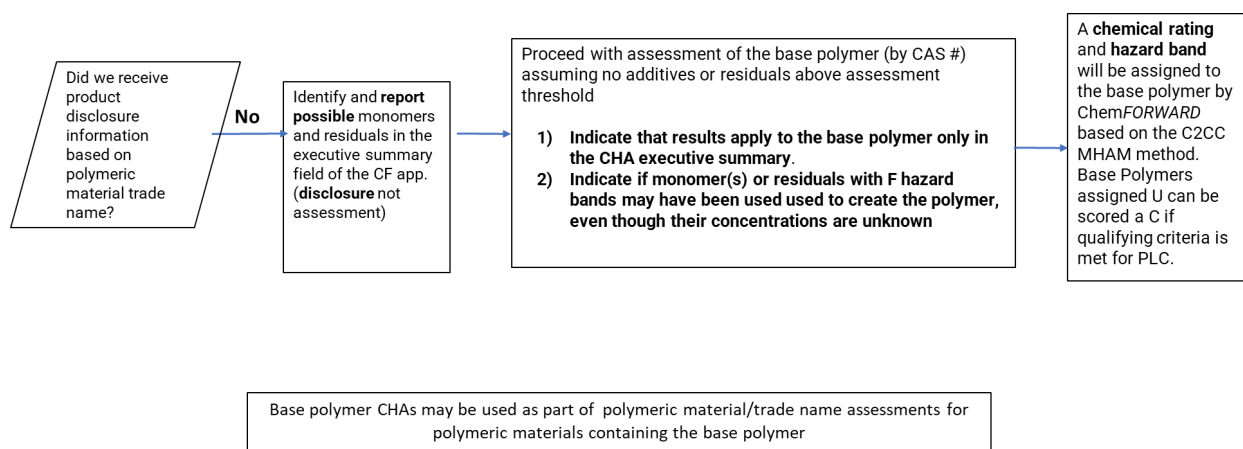 Did we receive
product
disclosure
information
based on
polymeric
material trade
name?
No
Identify and report
possible monomers
and residuals in the
executive summary
field of the CF app.
(disclosure not
assessment)
Proceed with assessment of the base polymer (by CAS #)
assuming no additives or residuals above assessment
threshold
1) Indicate that results apply to the base polymer only in
the CHA executive summary.
2) Indicate if monomer(s) or residuals with F hazard
bands may have been used used to create the polymer,
even though their concentrations are unknown
A chemical rating
and hazard band
will be assigned to
the base polymer by
ChemFORWARD
based on the C2CC
MHAM method.
Base Polymers
assigned U can be
scored a C if
qualifying criteria is
met for PLC.
Base polymer CHAs may be used as part of polymeric material/trade name assessments for
polymeric materials containing the base polymer